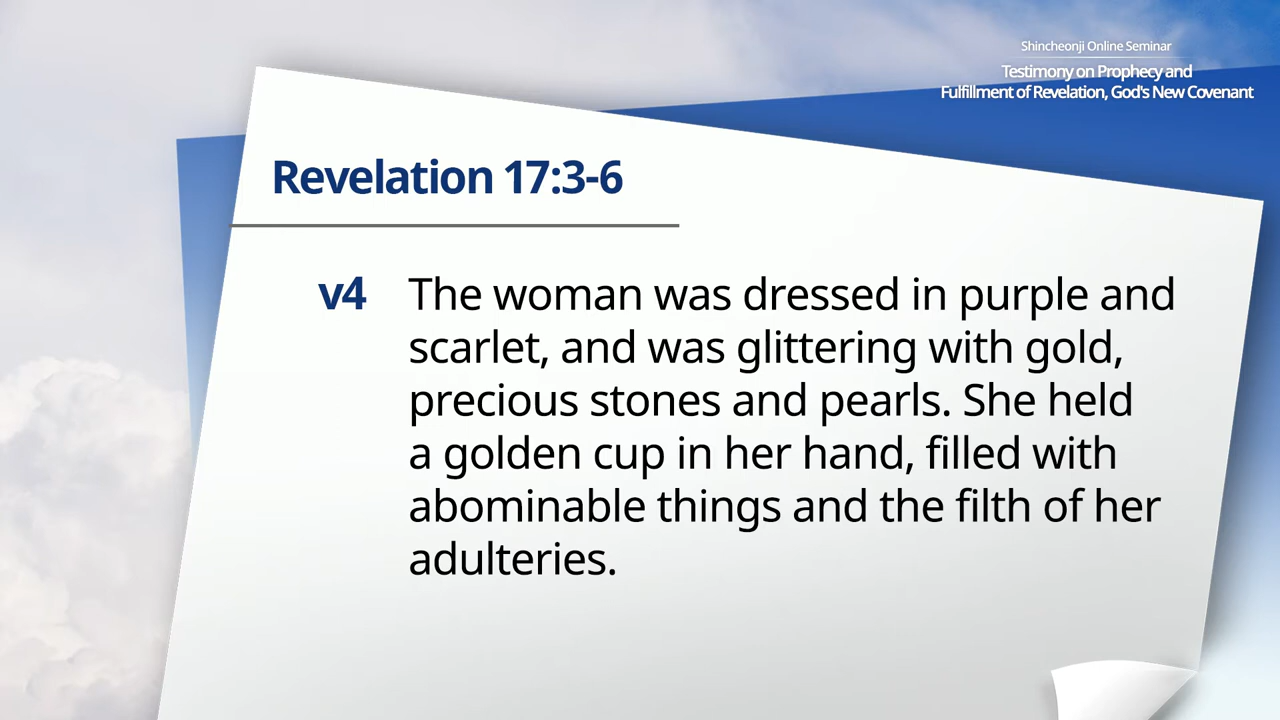 Shincheonji Online Seminar
Testimony on Prophecy and
Fulfillment of Revelation, God's New Covenant
Revelation 17:3-6
v4 The woman was dressed in purple and
scarlet, and was glittering with gold,
precious stones and pearls. She held
a golden cup in her hand, filled with
abominable things and the filth of her
adulteries.